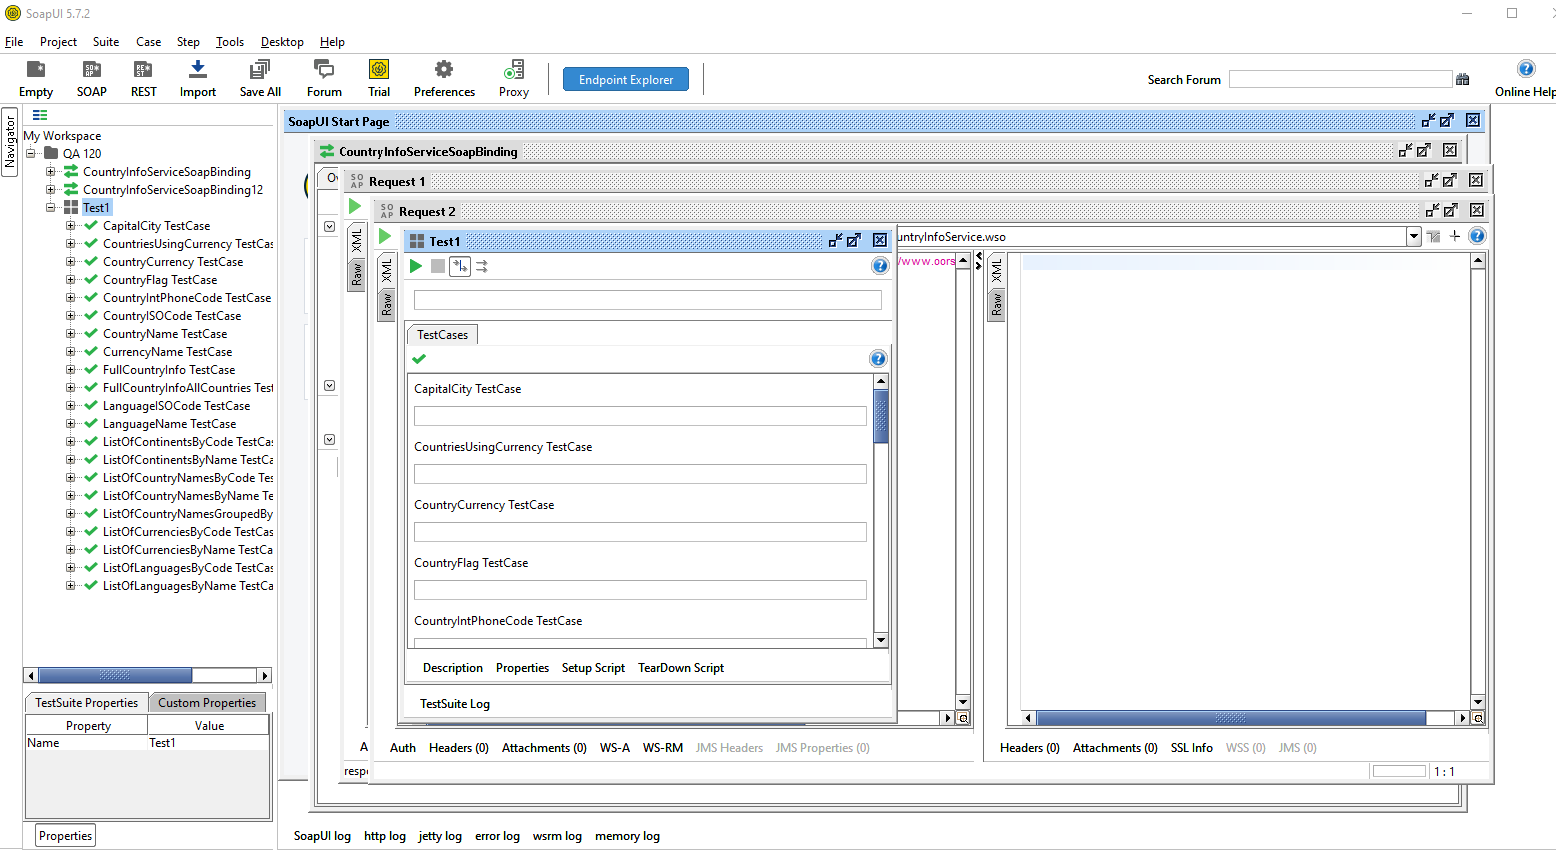 SoapUI 5.7.2
File Project Suite Case Step Tools Desktop Help
Empty SOAP REST Import Save All Forum Trial Preferences Proxy Endpoint Explorer Search Forum Online Help
Navigator
My Workspace
QA 120
CountryInfoServiceSoapBinding
CountryInfoServiceSoapBinding12
Test1
CapitalCity TestCase
CountriesUsingCurrency TestCas
CountryCurrency TestCase
CountryFlag TestCase
CountryIntPhoneCode TestCase
CountryISOCode TestCase
CountryName TestCase
CurrencyName TestCase
FullCountryInfo TestCase
FullCountryInfoAllCountries Test
LanguageISOCode TestCase
LanguageName TestCase
ListOfContinentsByCode TestCas
ListOfContinentsByName TestCa
ListOfCountryNamesByCode Tes
ListOfCountryNamesByName Te
ListOfCountryNamesGroupedBy
ListOfCurrenciesByCode TestCas
ListOfCurrenciesByName TestCa
ListOfLanguagesByCode TestCas
ListOfLanguagesByName TestCa
TestSuite Properties Custom Properties
Property Value
Name Test1
Properties
SoapUI Start Page
CountryInfoServiceSoapBinding
Ov
SOAP Request 1
XML
Raw
SOAP Request 2
XML
Raw
untryInfoService.wso
/www.oors
XML
Raw
Test1
TestCases
CapitalCity TestCase
CountriesUsingCurrency TestCase
CountryCurrency TestCase
CountryFlag TestCase
CountryIntPhoneCode TestCase
Description Properties Setup Script TearDown Script
TestSuite Log
A
Auth Headers (0) Attachments (0) WS-A WS-RM JMS Headers JMS Properties (0)
Headers (0) Attachments (0) SSL Info WSS (0) JMS (0)
respo
1 : 1
SoapUI log http log jetty log error log wsrm log memory log